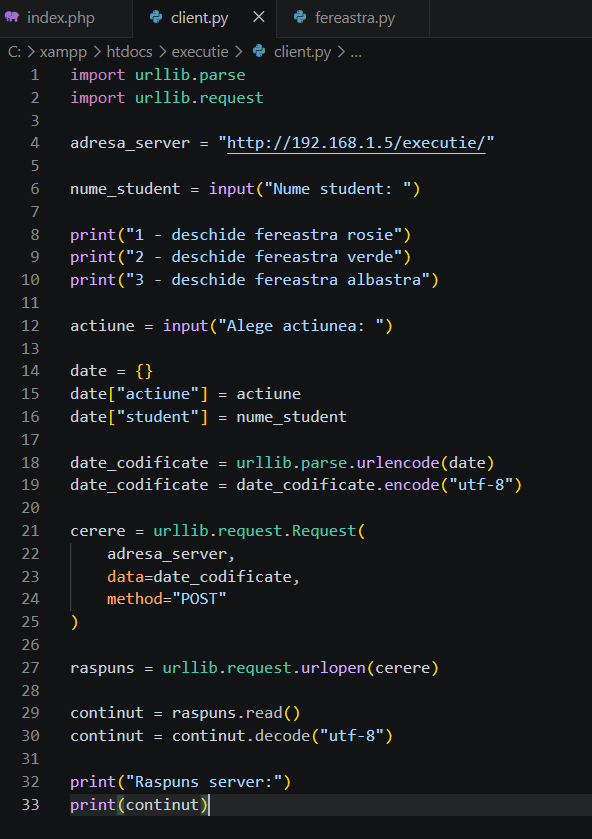 index.php client.py fereastra.py
C: > xampp > htdocs > executie > client.py > ...
1 import urllib.parse
2 import urllib.request
3
4 adresa_server = "http://192.168.1.5/executie/"
5
6 nume_student = input("Nume student: ")
7
8 print("1 - deschide fereastra rosie")
9 print("2 - deschide fereastra verde")
10 print("3 - deschide fereastra albastra")
11
12 actiune = input("Alege actiunea: ")
13
14 date = {}
15 date["actiune"] = actiune
16 date["student"] = nume_student
17
18 date_codificate = urllib.parse.urlencode(date)
19 date_codificate = date_codificate.encode("utf-8")
20
21 cerere = urllib.request.Request(
22     adresa_server,
23     data=date_codificate,
24     method="POST"
25 )
26
27 raspuns = urllib.request.urlopen(cerere)
28
29 continut = raspuns.read()
30 continut = continut.decode("utf-8")
31
32 print("Raspuns server:")
33 print(continut)